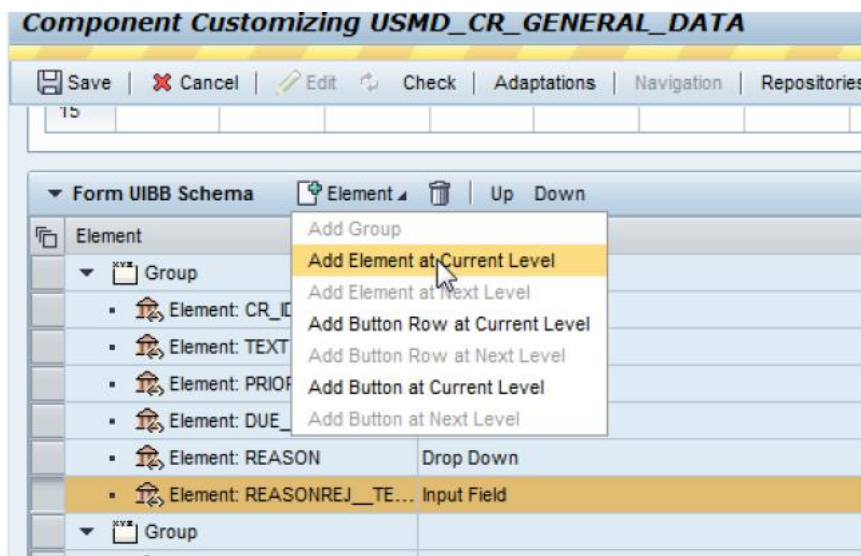 Component Customizing USMD_CR_GENERAL_DATA
Save | Cancel | Edit Check | Adaptations | Navigation | Repositories
15
Form UIBB Schema Element | Up Down
Element
Add Group
Group
Add Element at Current Level
Element: CR_ID
Add Element at Next Level
Element: TEXT
Add Button Row at Current Level
Element: PRIOR
Add Button Row at Next Level
Add Button at Current Level
Element: DUE_
Add Button at Next Level
Element: REASON Drop Down
Element: REASONREJ__TE... Input Field
Group